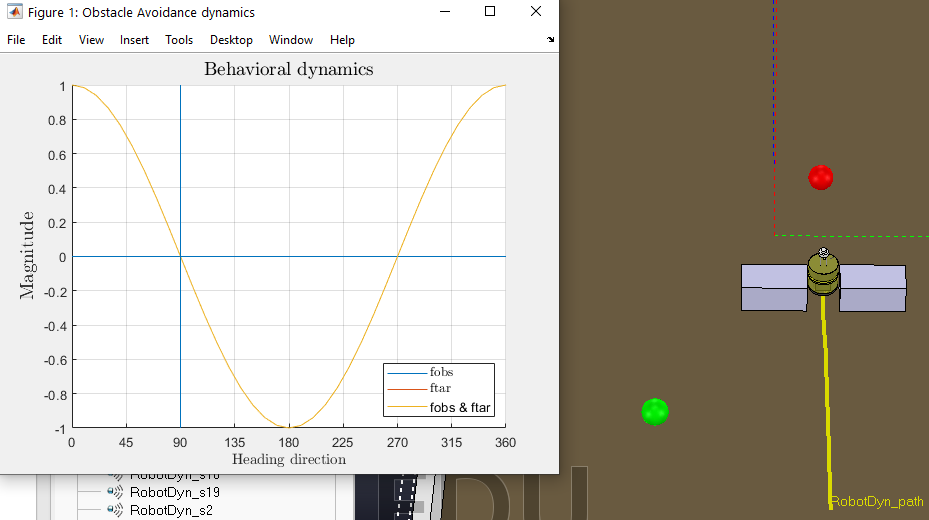 Figure 1: Obstacle Avoidance dynamics
File Edit View Insert Tools Desktop Window Help
Behavioral dynamics
Magnitude
1
0.8
0.6
0.4
0.2
0
-0.2
-0.4
-0.6
-0.8
-1
fobs
ftar
fobs & ftar
0 45 90 135 180 225 270 315 360
Heading direction
RobotDyn_s19
RobotDyn_s2
RobotDyn_path